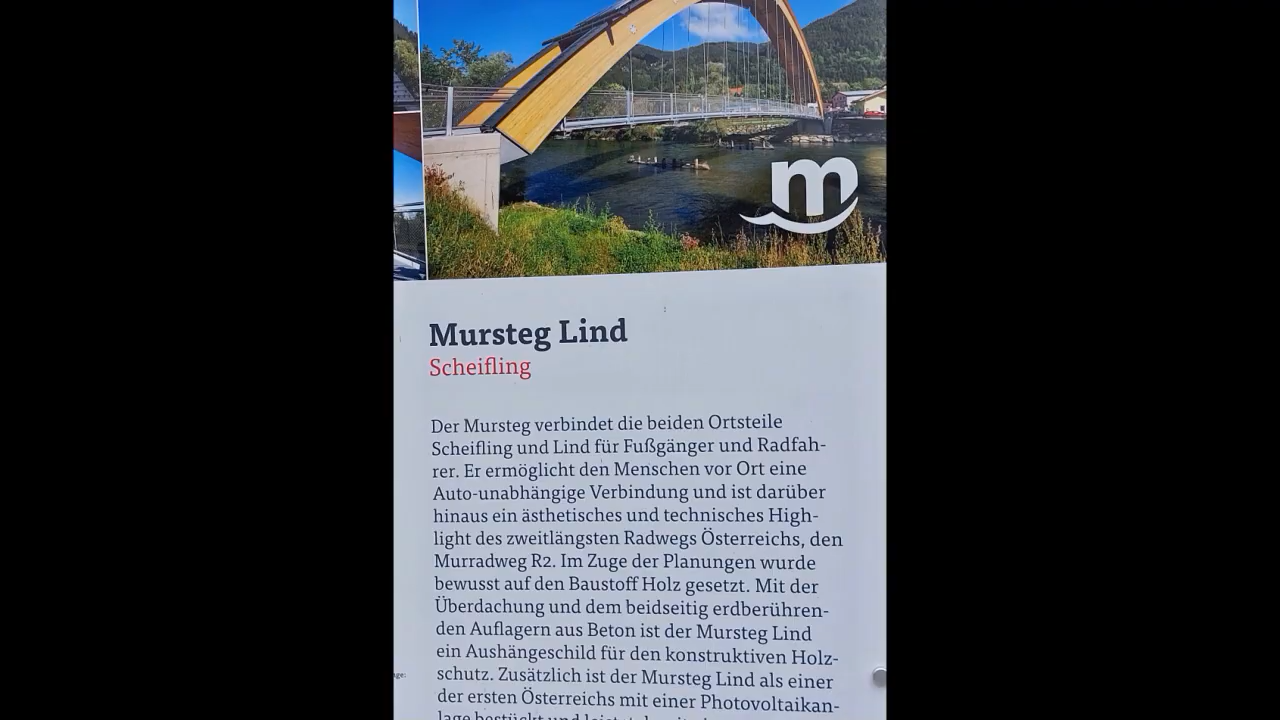 m
Mursteg Lind
Scheifling
Der Mursteg verbindet die beiden Ortsteile
Scheifling und Lind für Fußgänger und Radfah-
rer. Er ermöglicht den Menschen vor Ort eine
Auto-unabhängige Verbindung und ist darüber
hinaus ein ästhetisches und technisches High-
light des zweitlängsten Radwegs Österreichs, den
Murradweg R2. Im Zuge der Planungen wurde
bewusst auf den Baustoff Holz gesetzt. Mit der
Überdachung und dem beidseitig erdberühren-
den Auflagern aus Beton ist der Mursteg Lind
ein Aushängeschild für den konstruktiven Holz-
schutz. Zusätzlich ist der Mursteg Lind als einer
der ersten Österreichs mit einer Photovoltaikan-
lage bestückt und